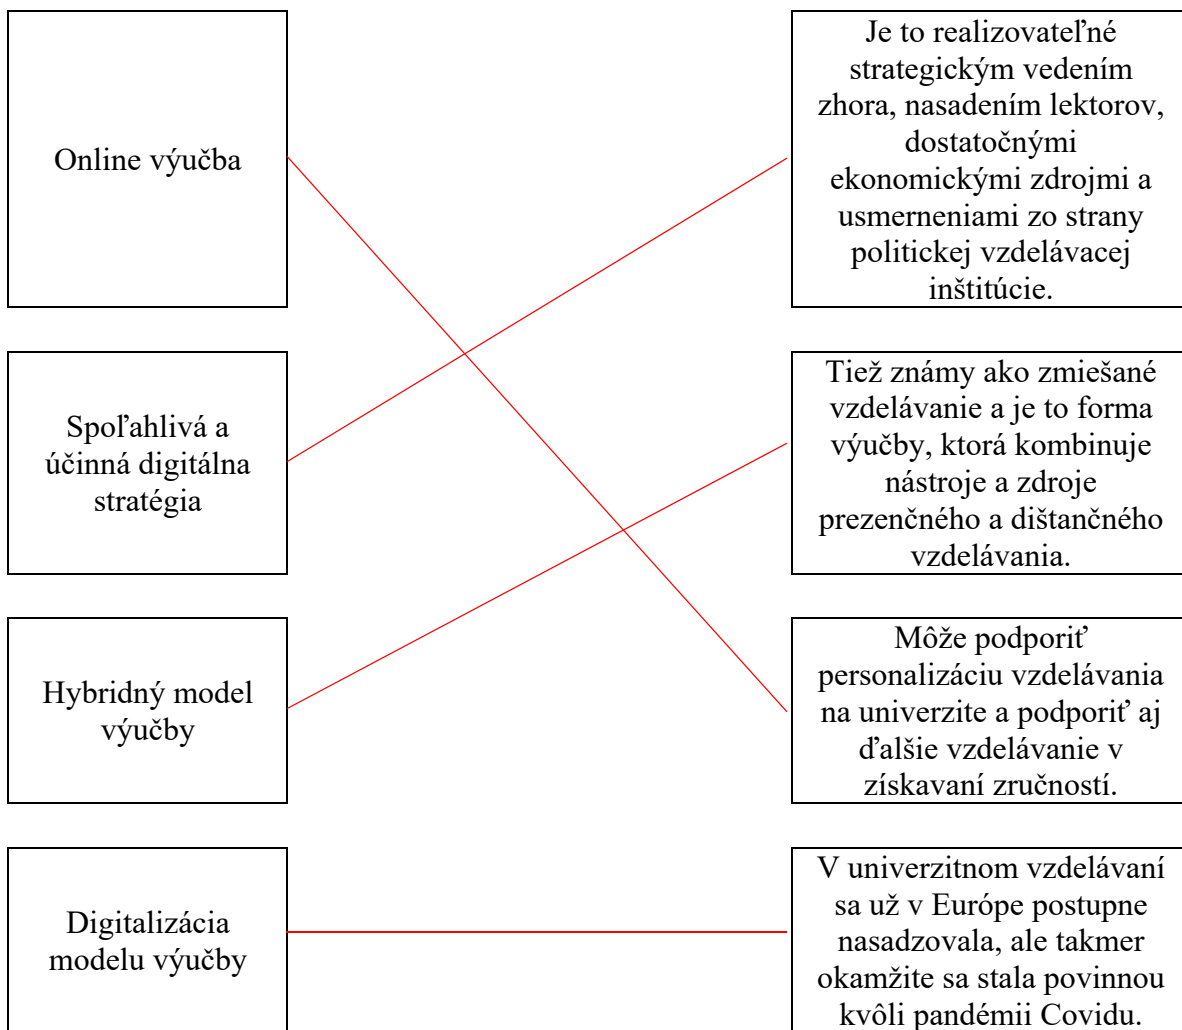 Online výučba
Je to realizovateľné
strategickým vedením
zhora, nasadením lektorov,
dostatočnými
ekonomickými zdrojmi a
usmerneniami zo strany
politickej vzdelávacej
inštitúcie.
Spoľahlivá a
účinná digitálna
stratégia
Tiež známy ako zmiešané
vzdelávanie a je to forma
výučby, ktorá kombinuje
nástroje a zdroje
prezenčného a dištančného
vzdelávania.
Hybridný model
výučby
Môže podporiť
personalizáciu vzdelávania
na univerzite a podporiť aj
ďalšie vzdelávanie v
získavaní zručností.
Digitalizácia
modelu výučby
V univerzitnom vzdelávaní
sa už v Európe postupne
nasadzovala, ale takmer
okamžite sa stala povinnou
kvôli pandémii Covidu.